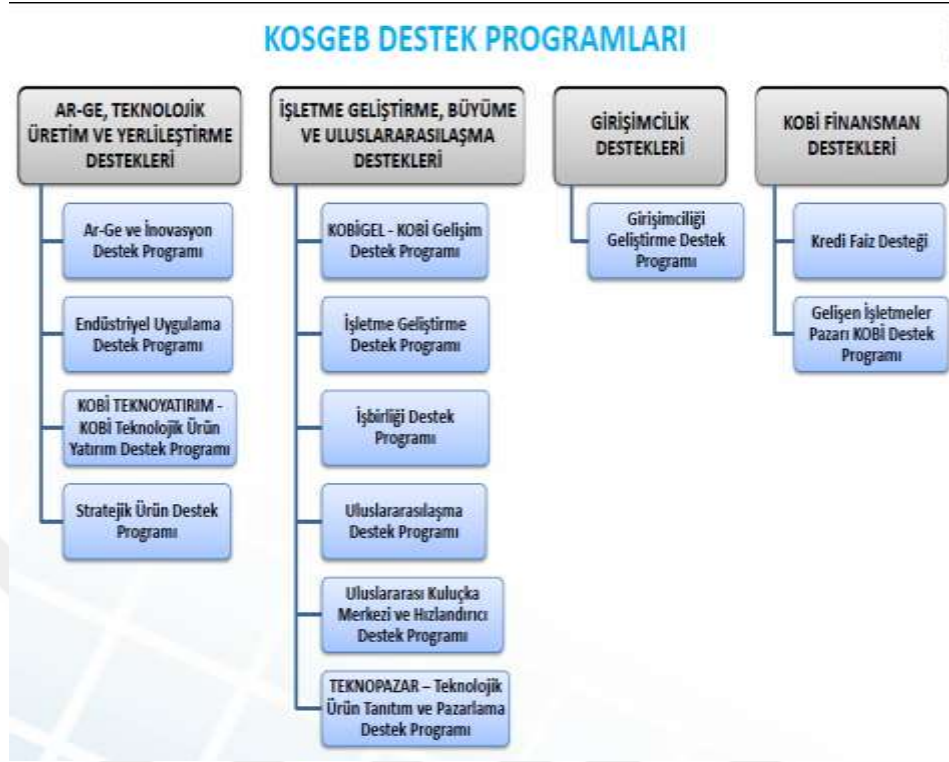 KOSGEB DESTEK PROGRAMLARI
AR-GE, TEKNOLOJİK
ÜRETİM VE YERLİLEŞTİRME
DESTEKLERİ
Ar-Ge ve İnovasyon
Destek Programı
Endüstriyel Uygulama
Destek Programı
KOBİ TEKNOYATIRIM -
KOBİ Teknolojik Ürün
Yatırım Destek Programı
Stratejik Ürün Destek
Programı
İŞLETME GELİŞTİRME, BÜYÜME
VE ULUSLARARASILAŞMA
DESTEKLERİ
KOBİGEL - KOBİ Gelişim
Destek Programı
İşletme Geliştirme
Destek Programı
İşbirliği Destek
Programı
Uluslararasılaşma
Destek Programı
Uluslararası Kuluçka
Merkezi ve Hızlandırıcı
Destek Programı
TEKNOPAZAR – Teknolojik
Ürün Tanıtım ve Pazarlama
Destek Programı
GİRİŞİMCİLİK
DESTEKLERİ
Girişimciliği
Geliştirme Destek
Programı
KOBİ FİNANSMAN
DESTEKLERİ
Kredi Faiz Desteği
Gelişen İşletmeler
Pazarı KOBİ Destek
Programı